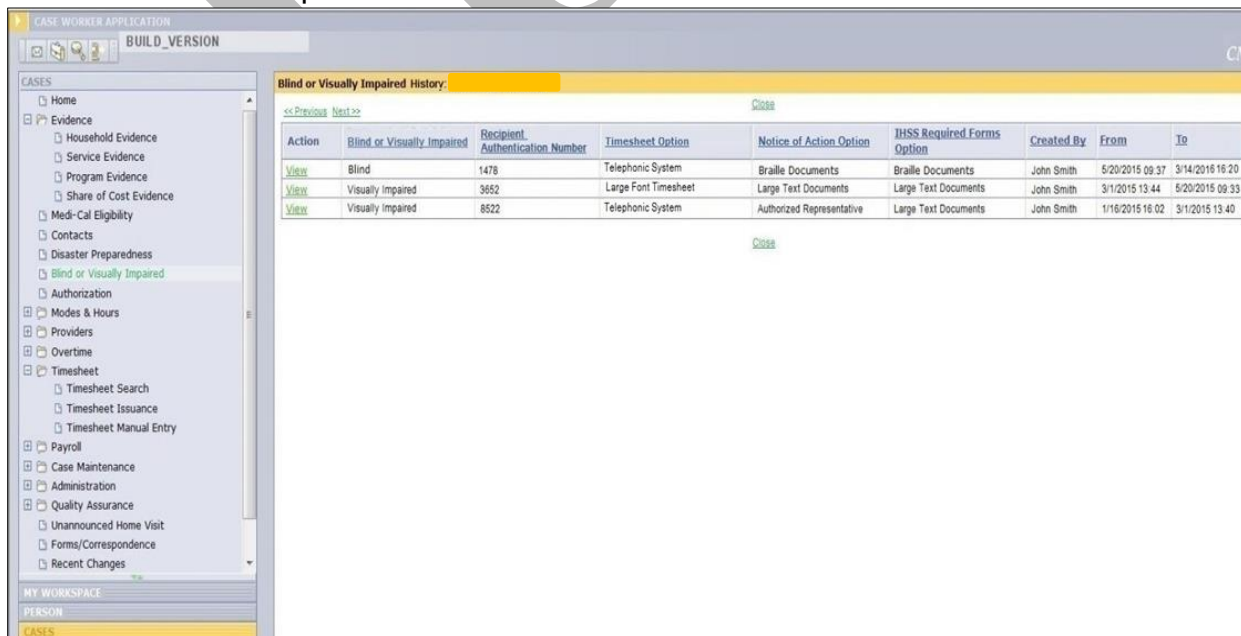 CASE WORKER APPLICATION
BUILD_VERSION
CASES
Home
Evidence
Household Evidence
Service Evidence
Program Evidence
Share of Cost Evidence
Medi-Cal Eligibility
Contacts
Disaster Preparedness
Blind or Visually Impaired
Authorization
Modes & Hours
Providers
Overtime
Timesheet
Timesheet Search
Timesheet Issuance
Timesheet Manual Entry
Payroll
Case Maintenance
Administration
Quality Assurance
Unannounced Home Visit
Forms/Correspondence
Recent Changes
MY WORKSPACE
PERSON
CASES
Blind or Visually Impaired History:
<< Previous Next >>
Close
Action Blind or Visually Impaired Recipient Authentication Number Timesheet Option Notice of Action Option IHSS Required Forms Option Created By From To
View Blind 1478 Telephonic System Braille Documents Braille Documents John Smith 5/20/2015 09:37 3/14/2016 16:20
View Visually Impaired 3652 Large Font Timesheet Large Text Documents Large Text Documents John Smith 3/1/2015 13:44 5/20/2015 09:33
View Visually Impaired 8522 Telephonic System Authorized Representative Large Text Documents John Smith 1/16/2015 16:02 3/1/2015 13:40
Close